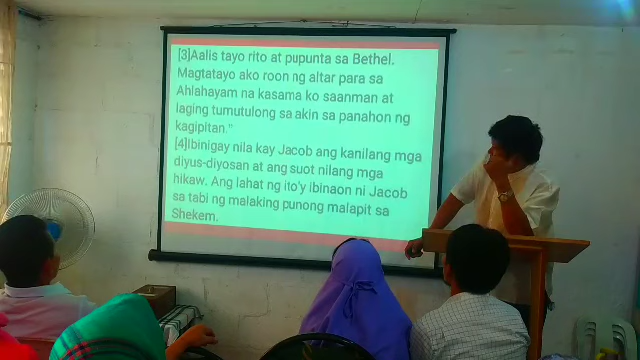 [3]Aalis tayo rito at pupunta sa Bethel.
Magtatayo ako roon ng altar para sa
Ahlahayam na kasama ko saanman at
laging tumutulong sa akin sa panahon ng
kagipitan."
[4]Ibinigay nila kay Jacob ang kanilang mga
diyus-diyosan at ang suot nilang mga
hikaw. Ang lahat ng ito'y ibinaon ni Jacob
sa tabi ng malaking punong malapit sa
Shekem.